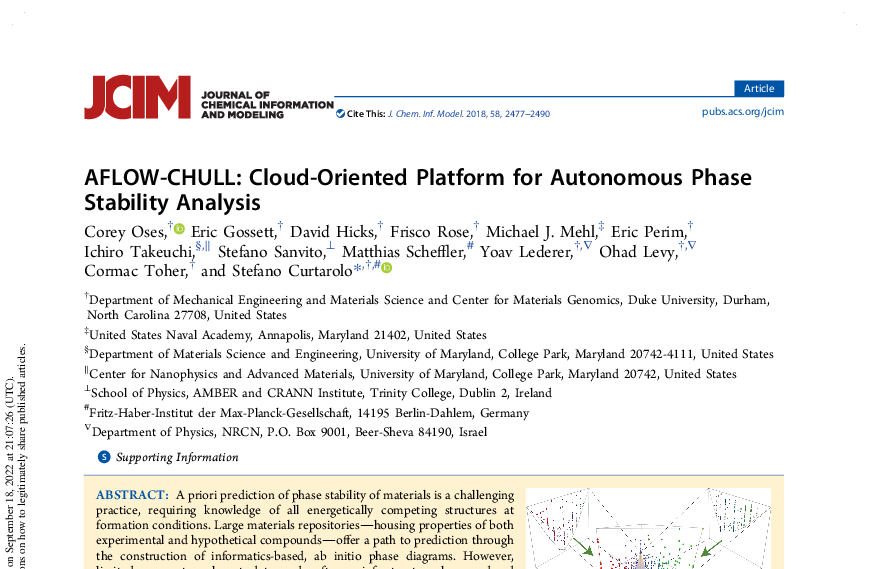 JCIM
JOURNAL OF
CHEMICAL INFORMATION
AND MODELING
Article
Cite This: J. Chem. Inf. Model. 2018, 58, 2477−2490
pubs.acs.org/jcim
AFLOW-CHULL: Cloud-Oriented Platform for Autonomous Phase
Stability Analysis
Corey Oses,† Eric Gossett,† David Hicks,† Frisco Rose,† Michael J. Mehl,‡ Eric Perim,†
Ichiro Takeuchi,§,∥ Stefano Sanvito,⊥ Matthias Scheffler,# Yoav Lederer,†,∇ Ohad Levy,†,∇
Cormac Toher,† and Stefano Curtarolo*,†,#
†Department of Mechanical Engineering and Materials Science and Center for Materials Genomics, Duke University, Durham,
North Carolina 27708, United States
‡United States Naval Academy, Annapolis, Maryland 21402, United States
§Department of Materials Science and Engineering, University of Maryland, College Park, Maryland 20742-4111, United States
∥Center for Nanophysics and Advanced Materials, University of Maryland, College Park, Maryland 20742, United States
⊥School of Physics, AMBER and CRANN Institute, Trinity College, Dublin 2, Ireland
#Fritz-Haber-Institut der Max-Planck-Gesellschaft, 14195 Berlin-Dahlem, Germany
∇Department of Physics, NRCN, P.O. Box 9001, Beer-Sheva 84190, Israel
S Supporting Information
ABSTRACT: A priori prediction of phase stability of materials is a challenging
practice, requiring knowledge of all energetically competing structures at
formation conditions. Large materials repositories—housing properties of both
experimental and hypothetical compounds—offer a path to prediction through
the construction of informatics-based, ab initio phase diagrams. However,
on September 18, 2022 at 21:07:26 (UTC).
ons on how to legitimately share published articles.